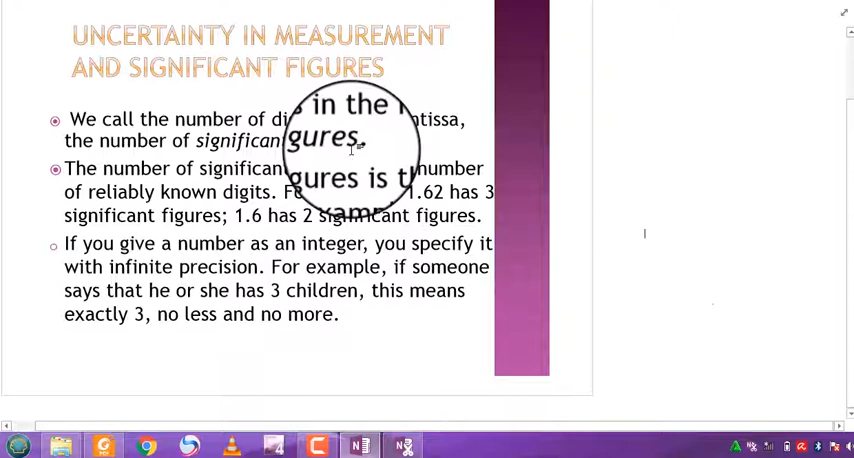 UNCERTAINTY IN MEASUREMENT
AND SIGNIFICANT FIGURES
We call the number of di s in the ntissa,
the number of significan gures.
The number of significan gures is t number
of reliably known digits. Fo 1.62 has 3
significant figures; 1.6 has 2 significant figures.
If you give a number as an integer, you specify it
with infinite precision. For example, if someone
says that he or she has 3 children, this means
exactly 3, no less and no more.